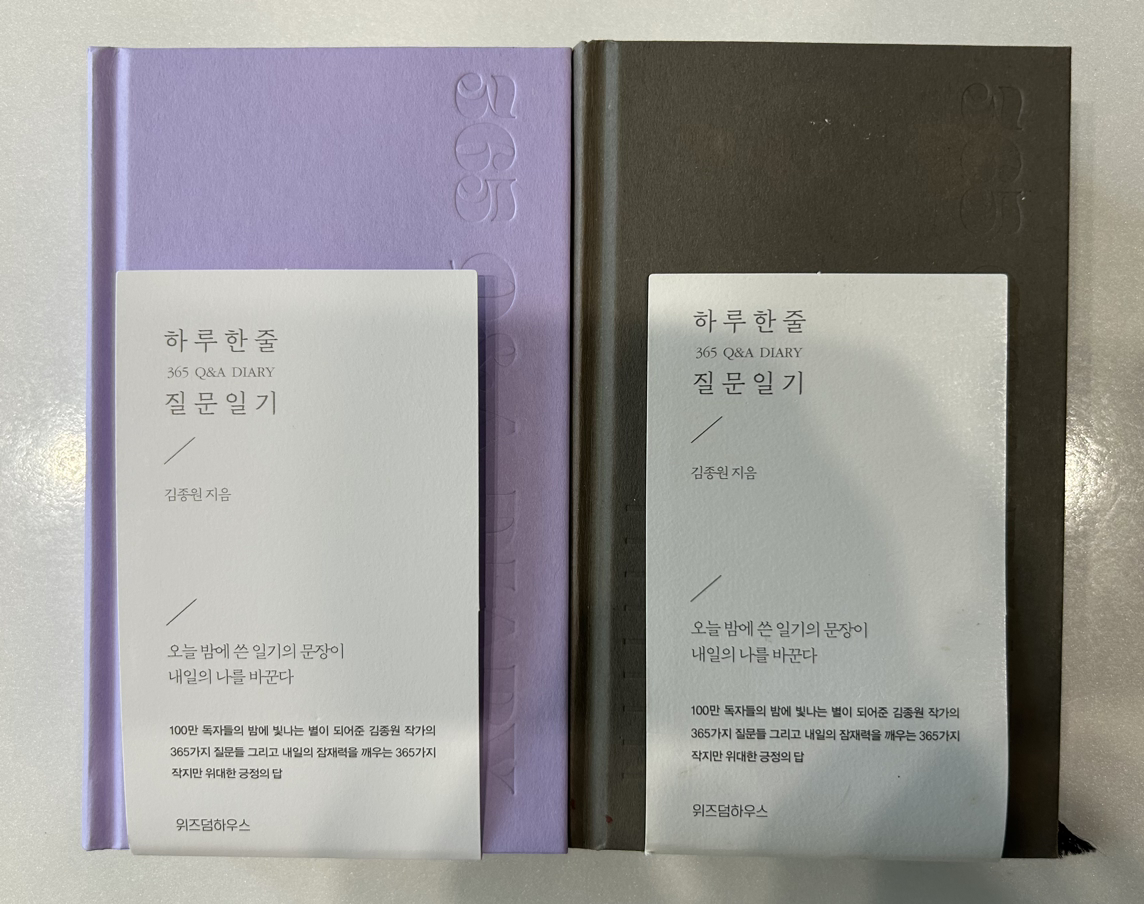 365 Q& DIARY
하루한줄
365 Q&A DIARY
질문일기
김종원 지음
오늘 밤에 쓴 일기의 문장이
내일의 나를 바꾼다
100만 독자들의 밤에 빛나는 별이 되어준 김종원 작가의
365가지 질문들 그리고 내일의 잠재력을 깨우는 365가지
작지만 위대한 긍정의 답
위즈덤하우스
365
하루한줄
365 Q&A DIARY
질문일기
김종원 지음
오늘 밤에 쓴 일기의 문장이
내일의 나를 바꾼다
100만 독자들의 밤에 빛나는 별이 되어준 김종원 작가의
365가지 질문들 그리고 내일의 잠재력을 깨우는 365가지
작지만 위대한 긍정의 답
위즈덤하우스